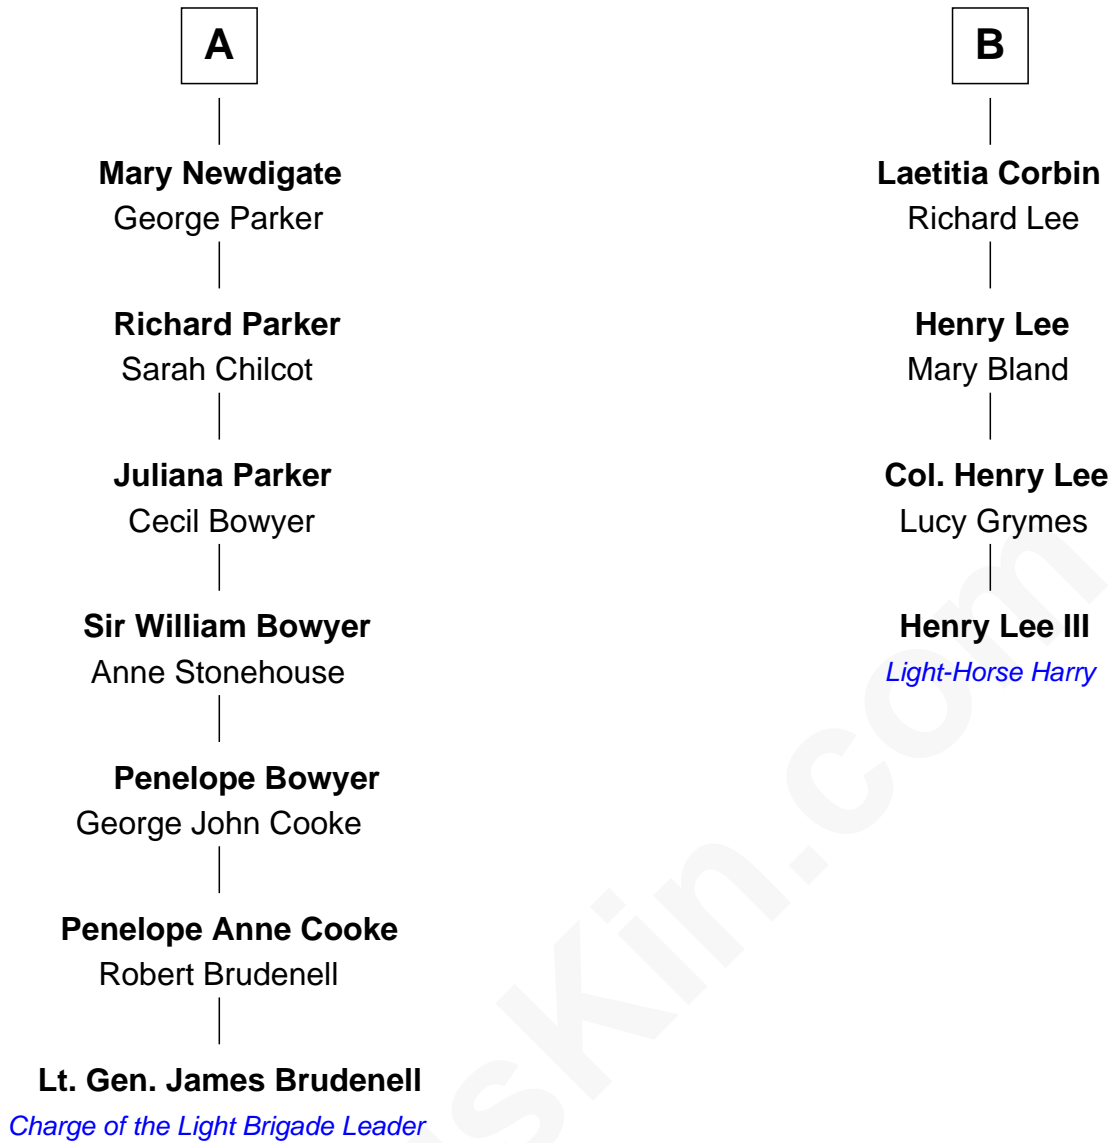 A
Mary Newdigate
George Parker
Richard Parker
Sarah Chilcot
Juliana Parker
Cecil Bowyer
Sir William Bowyer
Anne Stonehouse
Penelope Bowyer
George John Cooke
Penelope Anne Cooke
Robert Brudenell
Lt. Gen. James Brudenell
Charge of the Light Brigade Leader
B
Laetitia Corbin
Richard Lee
Henry Lee
Mary Bland
Col. Henry Lee
Lucy Grymes
Henry Lee III
Light-Horse Harry
sKin.com